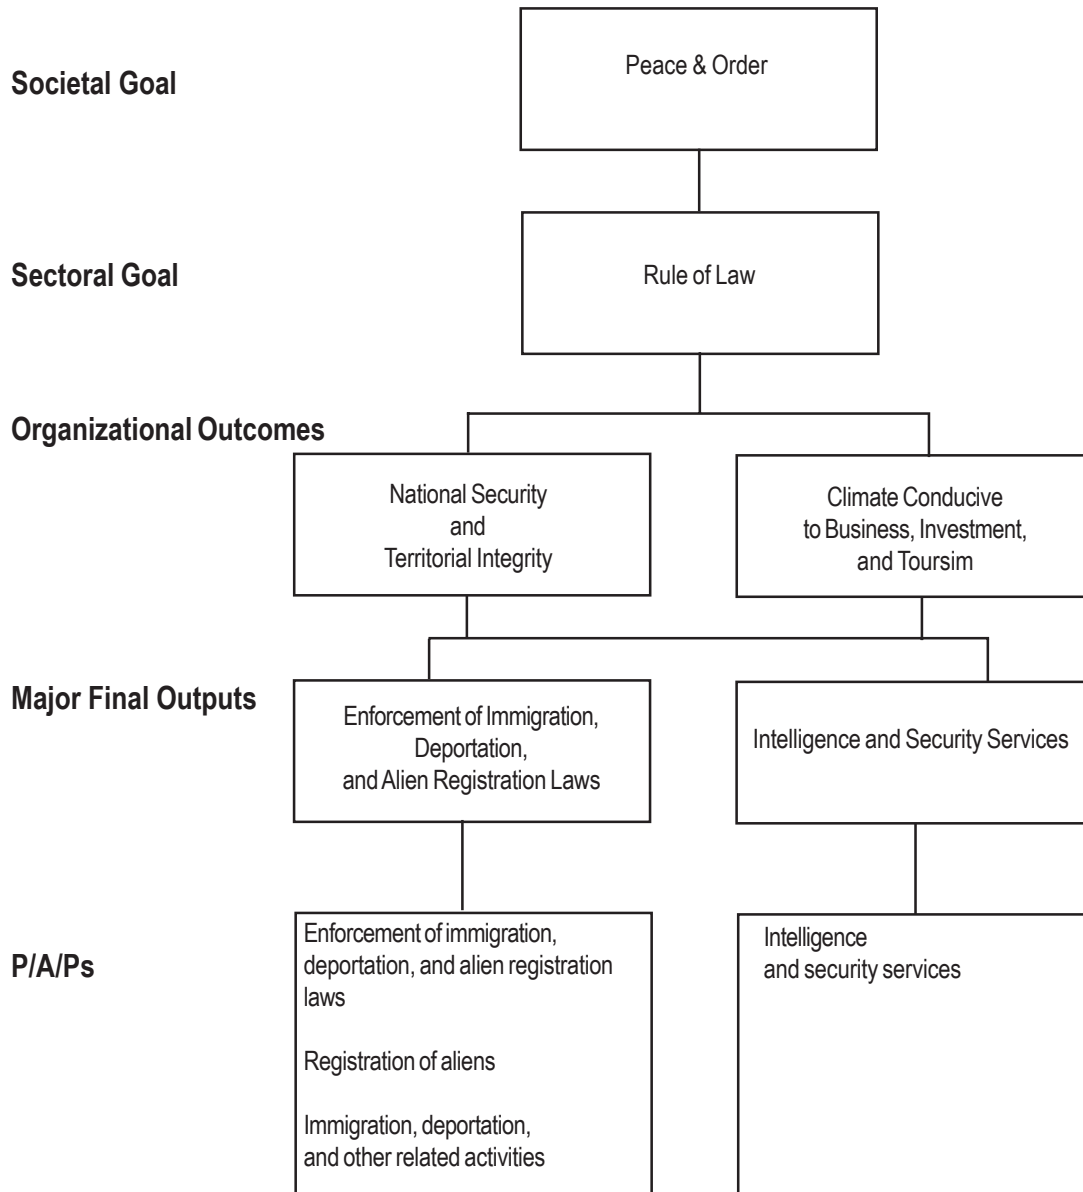 Societal Goal
Peace & Order
Sectoral Goal
Rule of Law
Organizational Outcomes
National Security
and
Territorial Integrity
Climate Conducive
to Business, Investment,
and Toursim
Major Final Outputs
Enforcement of Immigration,
Deportation,
and Alien Registration Laws
Intelligence and Security Services
P/A/Ps
Enforcement of immigration,
deportation, and alien registration
laws
Registration of aliens
Immigration, deportation,
and other related activities
Intelligence
and security services